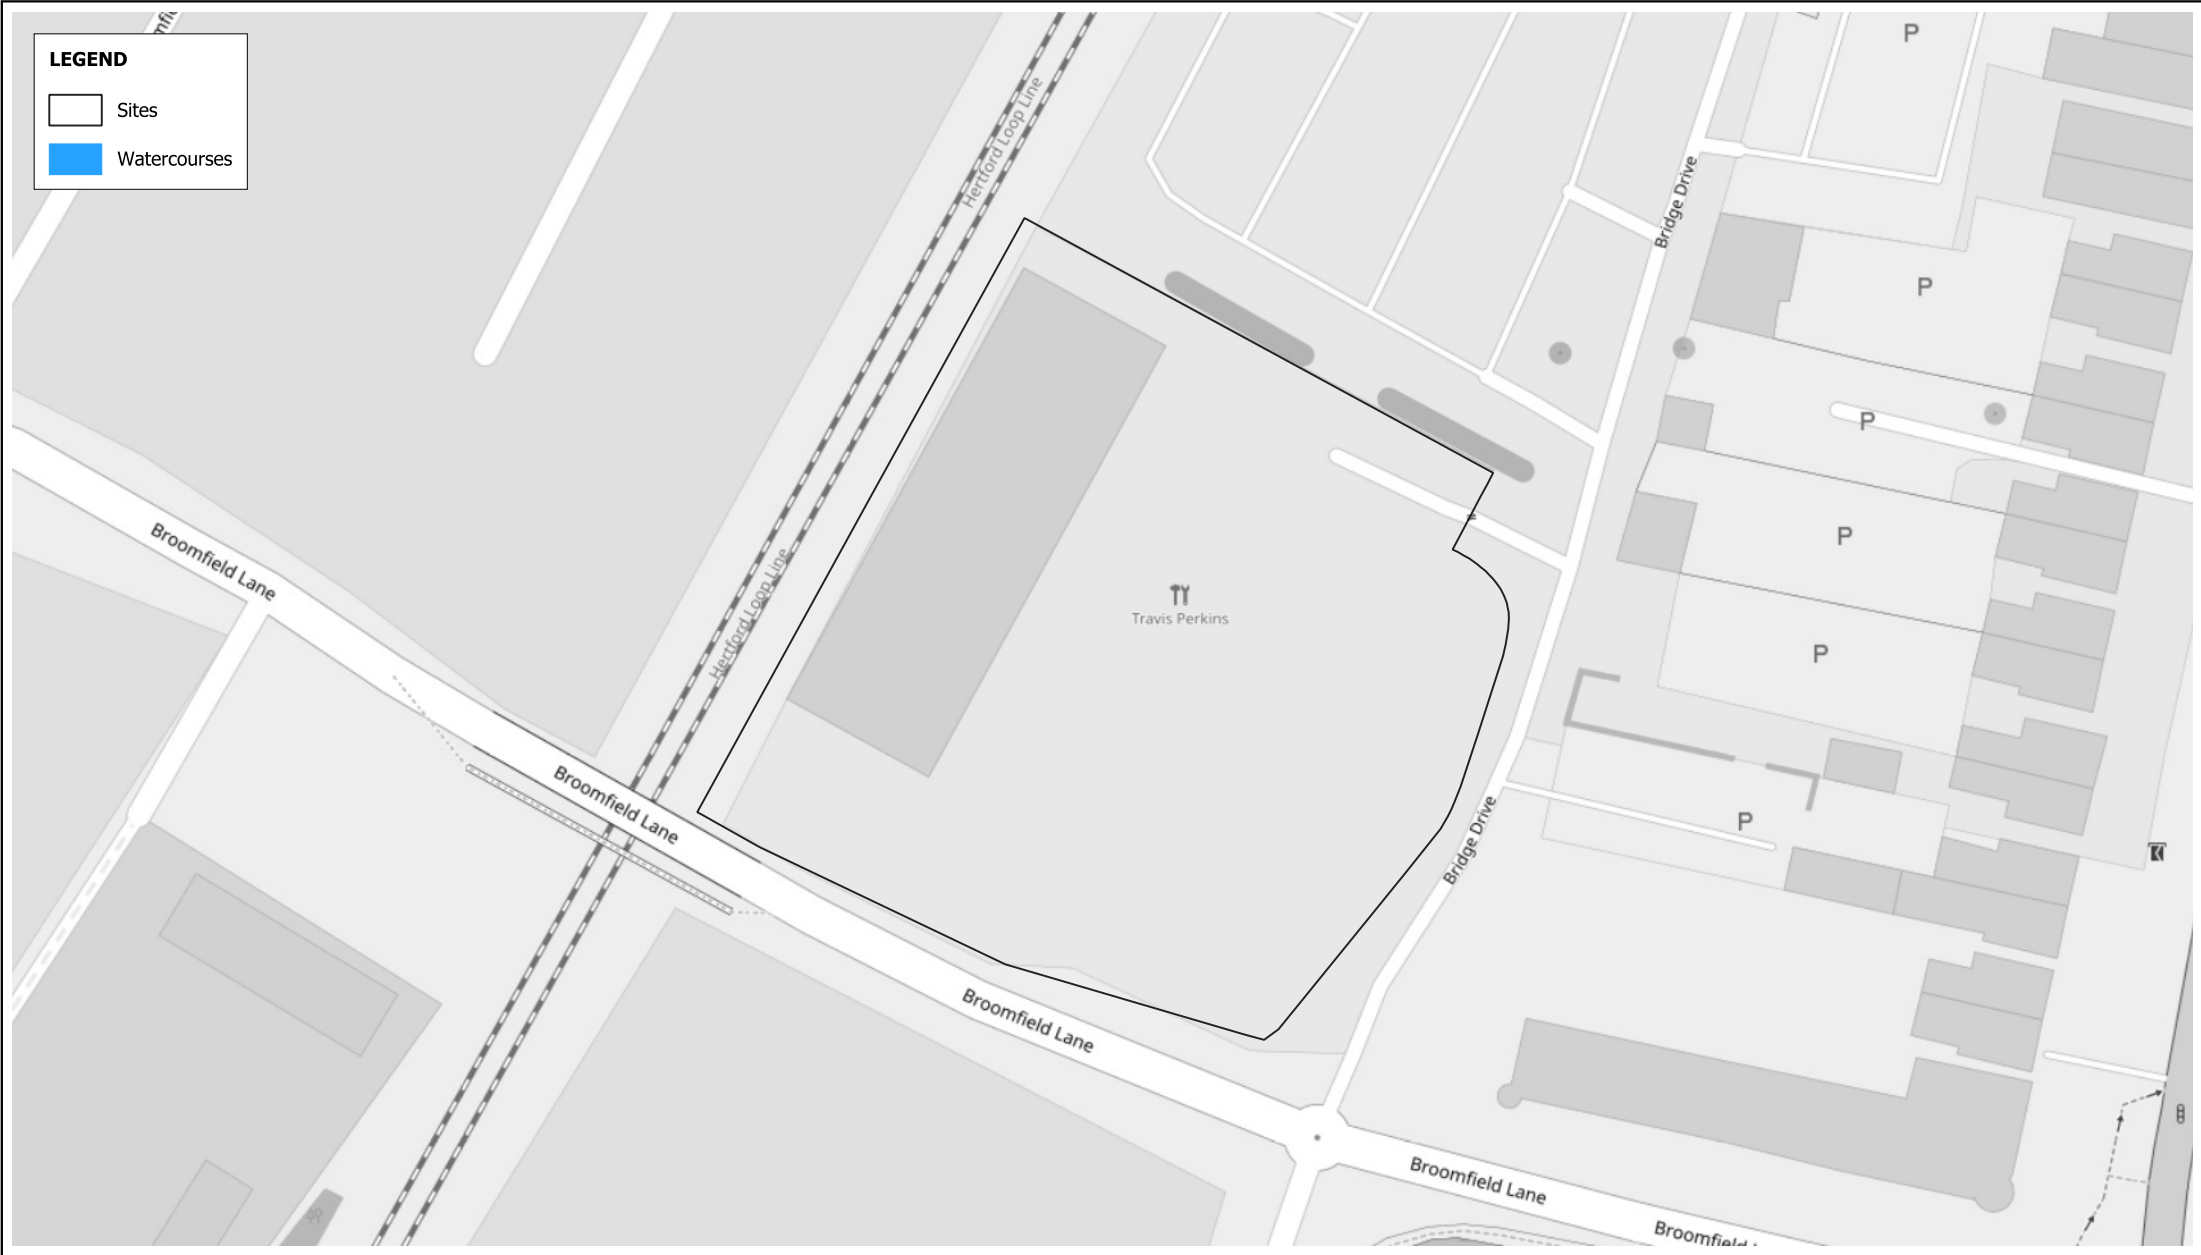 LEGEND
Sites
Watercourses
Hertford Loop Line
Hertford Loop Line
Bridge Drive
Bridge Drive
P
P
P
P
P
P
Travis Perkins
Broomfield Lane
Broomfield Lane
Broomfield Lane
Broomfield Lane